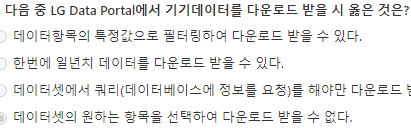 다음 중 LG Data Portal에서 기기데이터를 다운로드 받을 시 옳은 것은?
데이터항목의 특정값으로 필터링하여 다운로드 받을 수 있다.
한번에 일년치 데이터를 다운로드 받을 수 있다.
데이터셋에서 쿼리(데이터베이스에 정보를 요청)를 해야만 다운로드
데이터셋의 원하는 항목을 선택하여 다운로드 받을 수 없다.